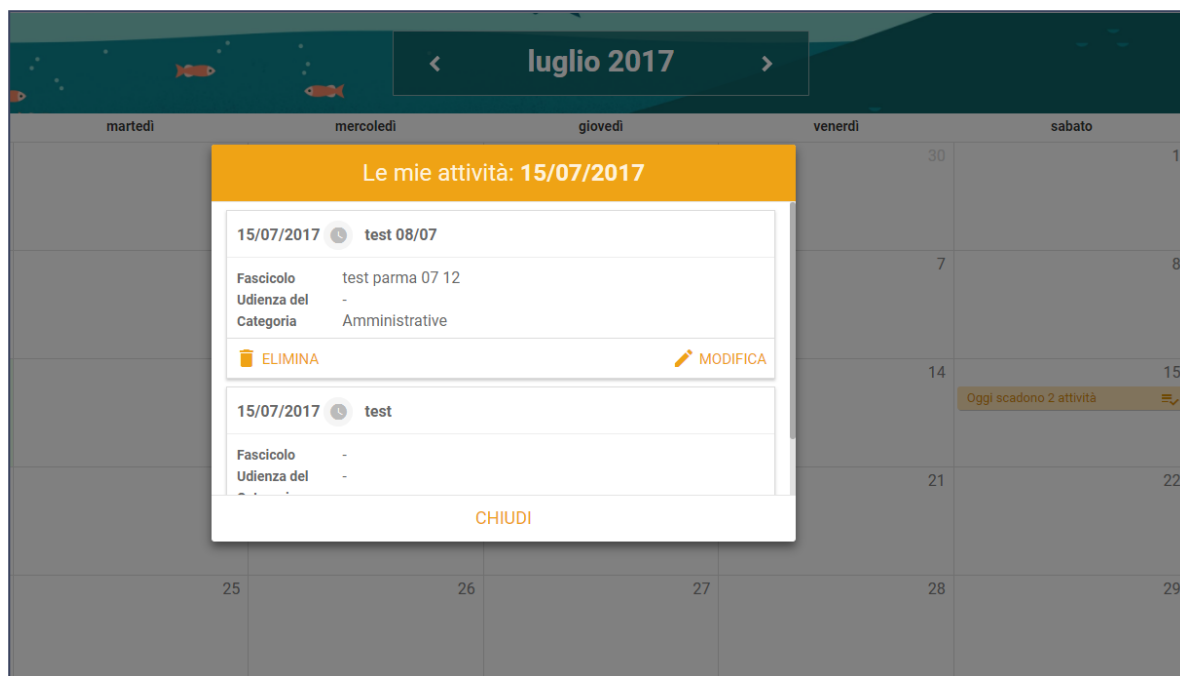 luglio 2017
martedì mercoledì giovedì venerdì sabato
30 1
Le mie attività: 15/07/2017
15/07/2017 test 08/07
Fascicolo test parma 07 12
Udienza del -
Categoria Amministrative
ELIMINA MODIFICA
7 8
14 15
Oggi scadono 2 attività
15/07/2017 test
Fascicolo -
Udienza del -
21 22
CHIUDI
25 26 27 28 29